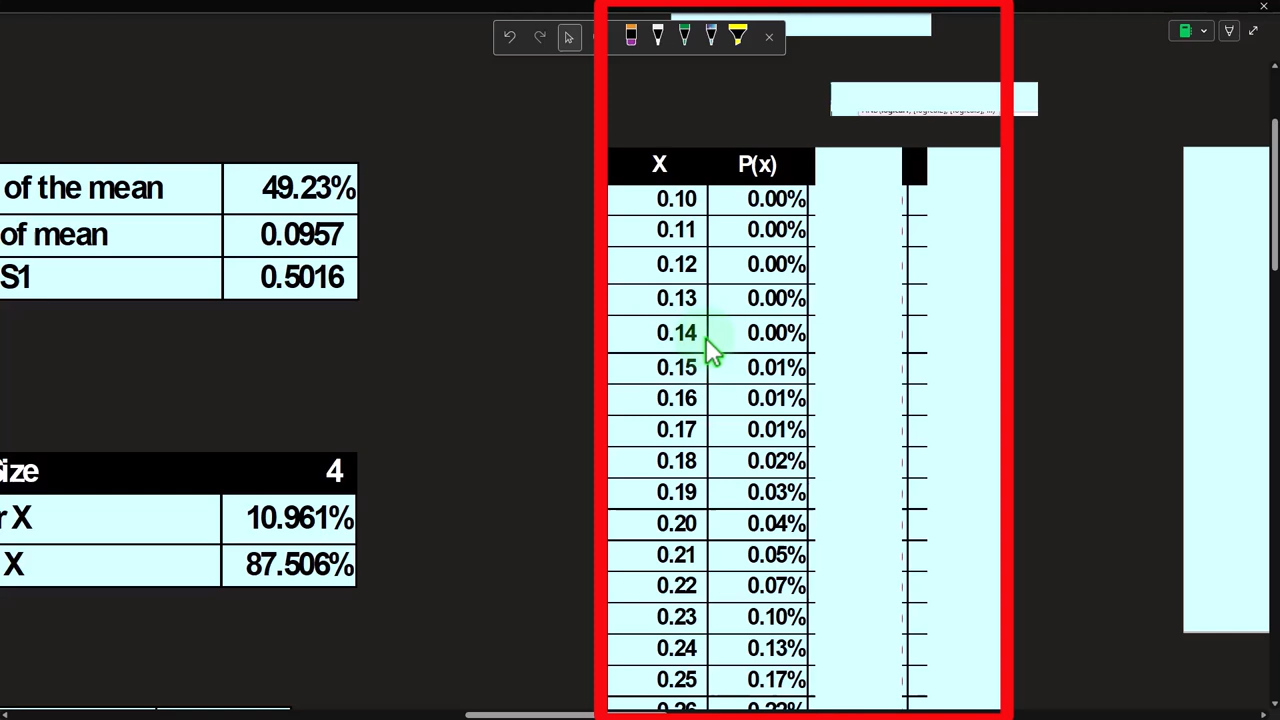 of the mean 49.23%
of mean 0.0957
S1 0.5016
Size 4
r X 10.961%
X 87.506%
X P(x)
0.10 0.00%
0.11 0.00%
0.12 0.00%
0.13 0.00%
0.14 0.00%
0.15 0.01%
0.16 0.01%
0.17 0.01%
0.18 0.02%
0.19 0.03%
0.20 0.04%
0.21 0.05%
0.22 0.07%
0.23 0.10%
0.24 0.13%
0.25 0.17%